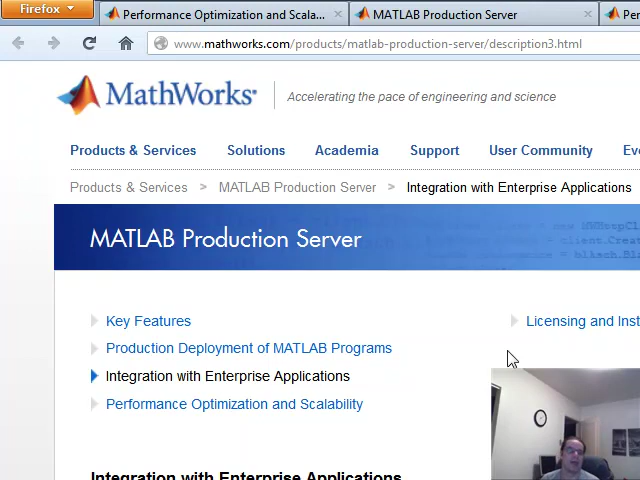 Firefox
Performance Optimization and Scala...
MATLAB Production Server
Per
www.mathworks.com/products/matlab-production-server/description3.html
MathWorks®
Accelerating the pace of engineering and science
Products & Services
Solutions
Academia
Support
User Community
Eve
Products & Services > MATLAB Production Server > Integration with Enterprise Applications
MATLAB Production Server
Key Features
Licensing and Inst
Production Deployment of MATLAB Programs
Integration with Enterprise Applications
Performance Optimization and Scalability
Integration with Enterprise Applications